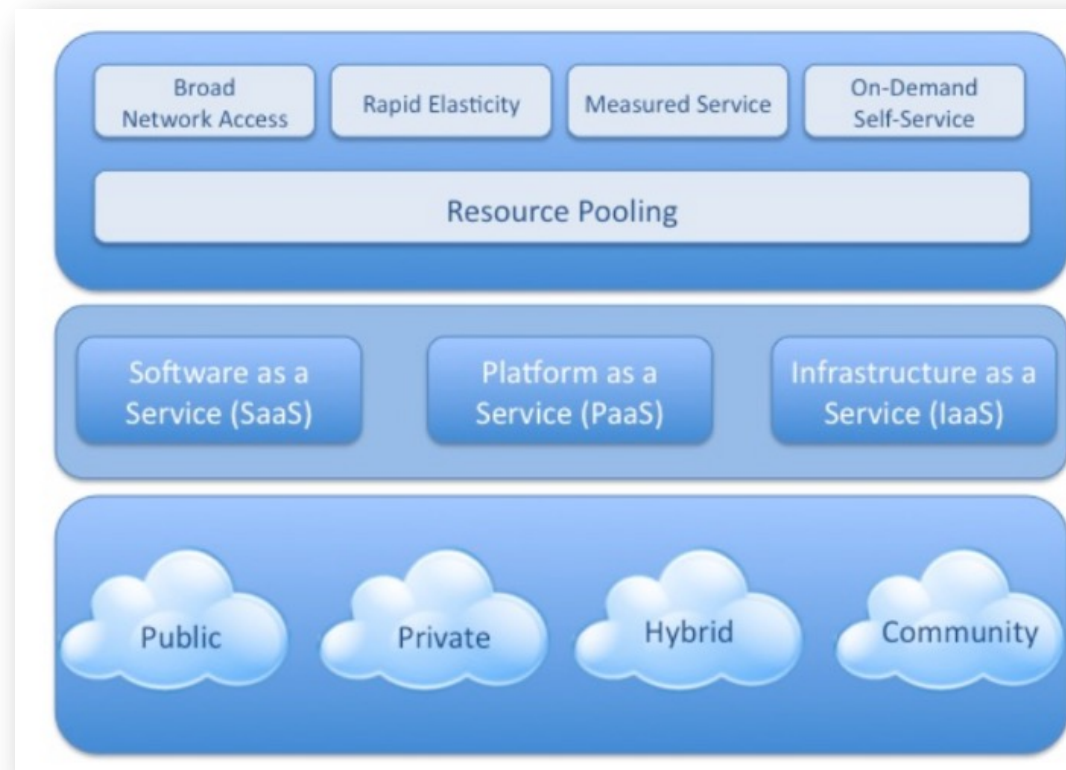 Broad
Network Access
Rapid Elasticity
Measured Service
On-Demand
Self-Service
Resource Pooling
Software as a
Service (SaaS)
Platform as a
Service (PaaS)
Infrastructure as a
Service (IaaS)
Public
Private
Hybrid
Community